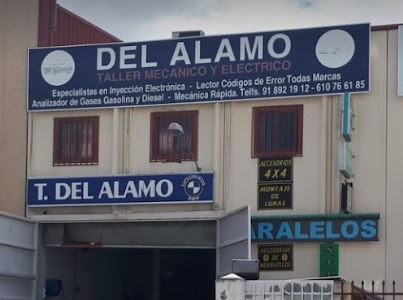 DEL ALAMO
TALLER MECANICO Y ELECTRICO
Especialistas en Inyección Electrónica - Lector Códigos de Error Todas Marcas
Analizador de Gases Gasolina y Diesel - Mecánica Rápida. Telfs. 91 892 19 12 - 610 76 61 85
T. DEL ALAMO
ACCESORIOS
4X4
MONTAJE DE
LUNAS
ARALELOS
ACCESORIOS DE
NEUMATICOS